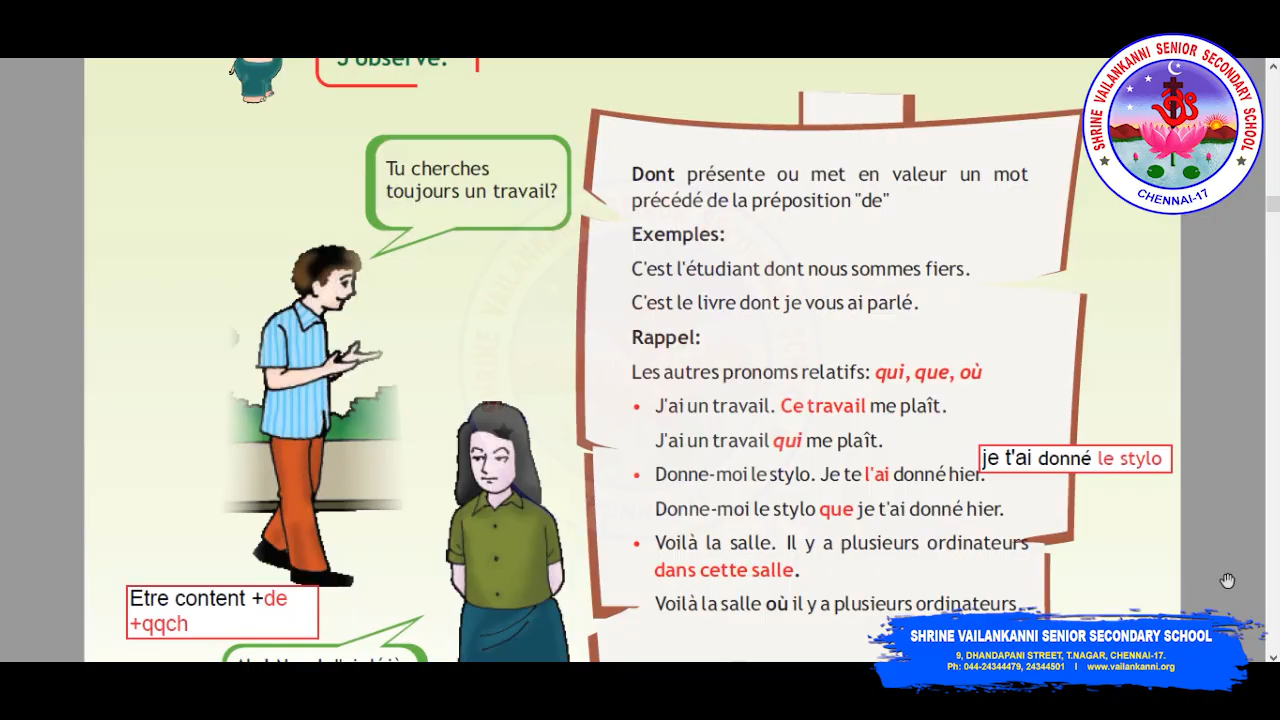 J'observe.
Tu cherches
toujours un travail?
Dont présente ou met en valeur un mot
précédé de la préposition "de"
Exemples:
C'est l'étudiant dont nous sommes fiers.
C'est le livre dont je vous ai parlé.
Rappel:
Les autres pronoms relatifs: qui, que, où
• J'ai un travail. Ce travail me plaît.
J'ai un travail qui me plaît.
je t'ai donné le stylo
• Donne-moi le stylo. Je te l'ai donné hier.
Donne-moi le stylo que je t'ai donné hier.
• Voilà la salle. Il y a plusieurs ordinateurs
dans cette salle.
Voilà la salle où il y a plusieurs ordinateurs.
Etre content +de
+qqch
SHRINE VAILANKANNI SENIOR SECONDARY SCHOOL
CHENNAI-17
SHRINE VAILANKANNI SENIOR SECONDARY SCHOOL
9, DHANDAPANI STREET, T.NAGAR, CHENNAI-17.
Ph: 044-24344479, 24344501 I www.vailankanni.org